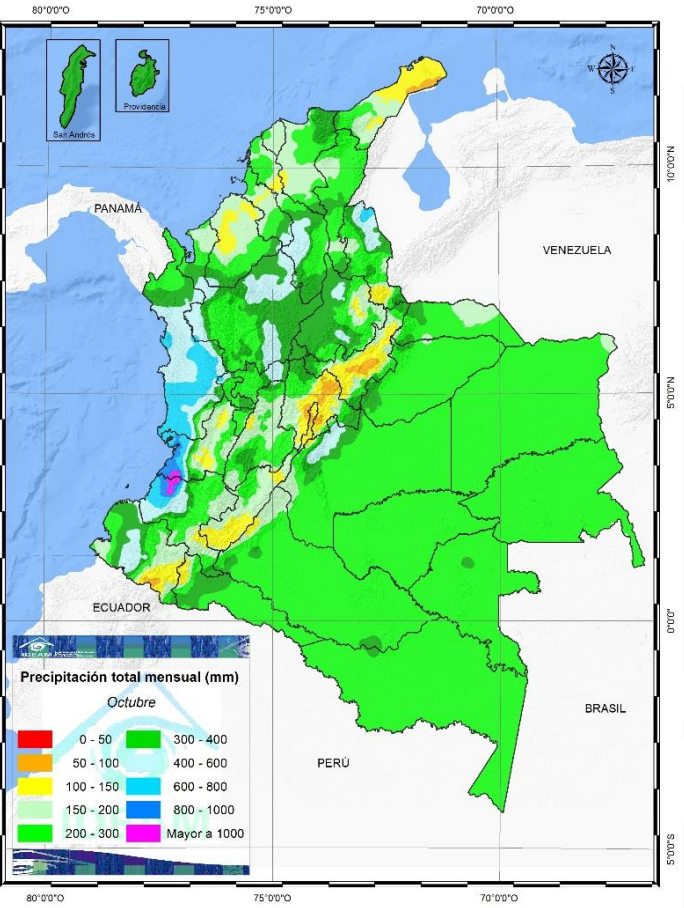 80°0'0"O 75°0'0"O 70°0'0"O
San Andrés
Providencia
N
W E
S
10°0'0"N
PANAMÁ
VENEZUELA
5°0'0"N
ECUADOR
0°0'0"
IDEAM
Precipitación total mensual (mm)
Octubre
0 - 50 300 - 400
50 - 100 400 - 600
100 - 150 600 - 800
150 - 200 800 - 1000
200 - 300 Mayor a 1000
IDEAM
BRASIL
PERÚ
5°0'0"S
80°0'0"O 75°0'0"O 70°0'0"O